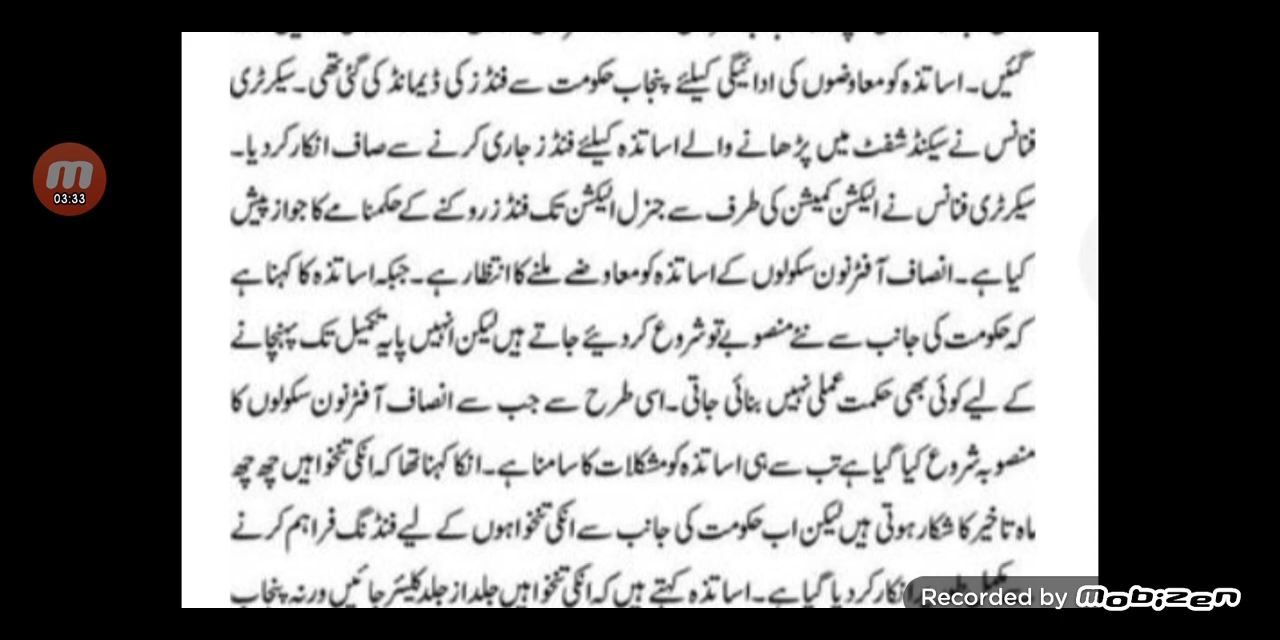 گئیں۔ اساتذہ کو معاوضوں کی ادائیگی کیلئے پنجاب حکومت سے فنڈز کی ڈیمانڈ کی گئی تھی۔ سیکرٹری
فنانس نے سیکنڈ شفٹ میں پڑھانے والے اساتذہ کیلئے فنڈز جاری کرنے سے صاف انکار کر دیا۔
سیکرٹری فنانس نے الیکشن کمیشن کی طرف سے جنرل الیکشن تک فنڈز روکنے کے حکمنامے کا جواز پیش
کیا ہے۔ انصاف آفٹرنون سکولوں کے اساتذہ کو معاوضے ملنے کا انتظار ہے۔ جبکہ اساتذہ کا کہنا ہے
کہ حکومت کی جانب سے نئے منصوبے تو شروع کر دیئے جاتے ہیں لیکن انہیں پایہ تکمیل تک پہنچانے
کے لیے کوئی بھی حکمت عملی نہیں بنائی جاتی۔ اسی طرح سے جب سے انصاف آفٹرنون سکولوں کا
منصوبہ شروع کیا گیا ہے تب سے ہی اساتذہ کو مشکلات کا سامنا ہے۔ انکا کہنا تھا کہ انکی تنخواہیں چھ چھ
ماہ تاخیر کا شکار ہوتی ہیں لیکن اب حکومت کی جانب سے انکی تنخواہوں کے لیے فنڈنگ فراہم کرنے
انکار کر دیا گیا ہے۔ اساتذہ کہتے ہیں کہ انکی تنخواہیں جلد از جلد کلیئر جائیں ورنہ پنجاب
03:33
Recorded by mobizen